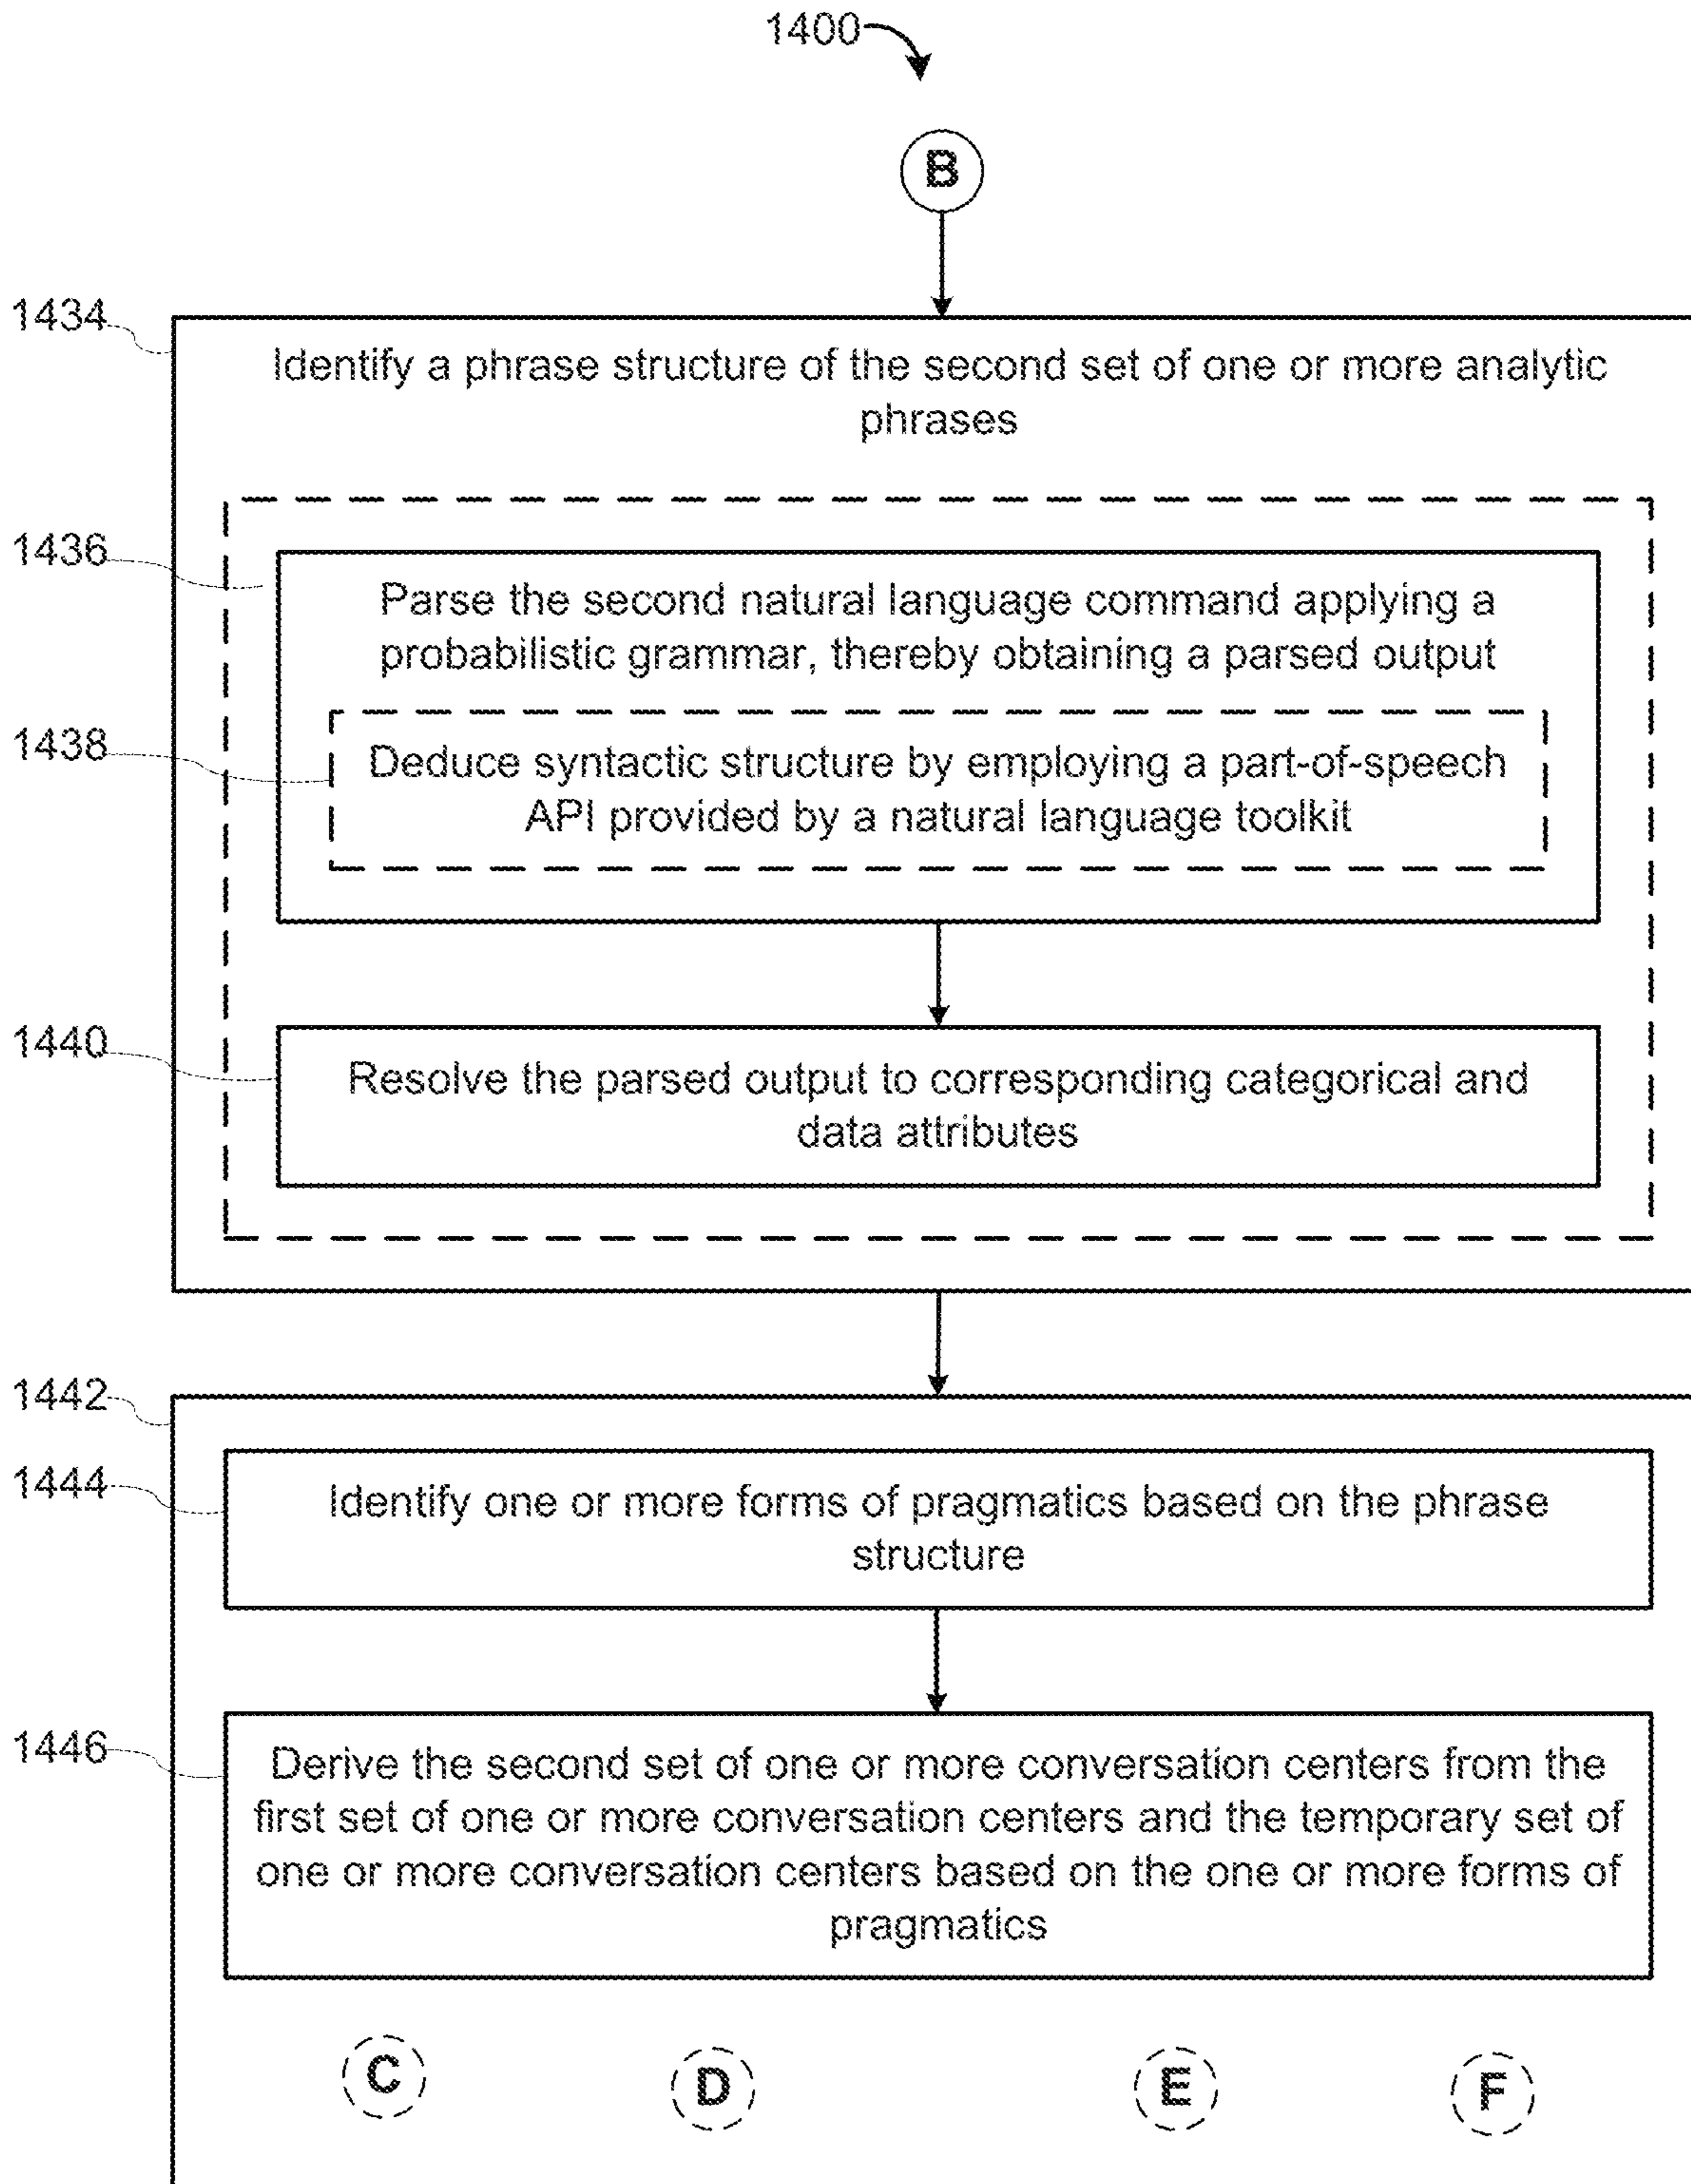 1400
B
1434
Identify a phrase structure of the second set of one or more analytic
phrases
1436
Parse the second natural language command applying a
probabilistic grammar, thereby obtaining a parsed output
1438
Deduce syntactic structure by employing a part-of-speech
API provided by a natural language toolkit
1440
Resolve the parsed output to corresponding categorical and
data attributes
1442
1444
Identify one or more forms of pragmatics based on the phrase
structure
1446
Derive the second set of one or more conversation centers from the
first set of one or more conversation centers and the temporary set of
one or more conversation centers based on the one or more forms of
pragmatics
C D E F